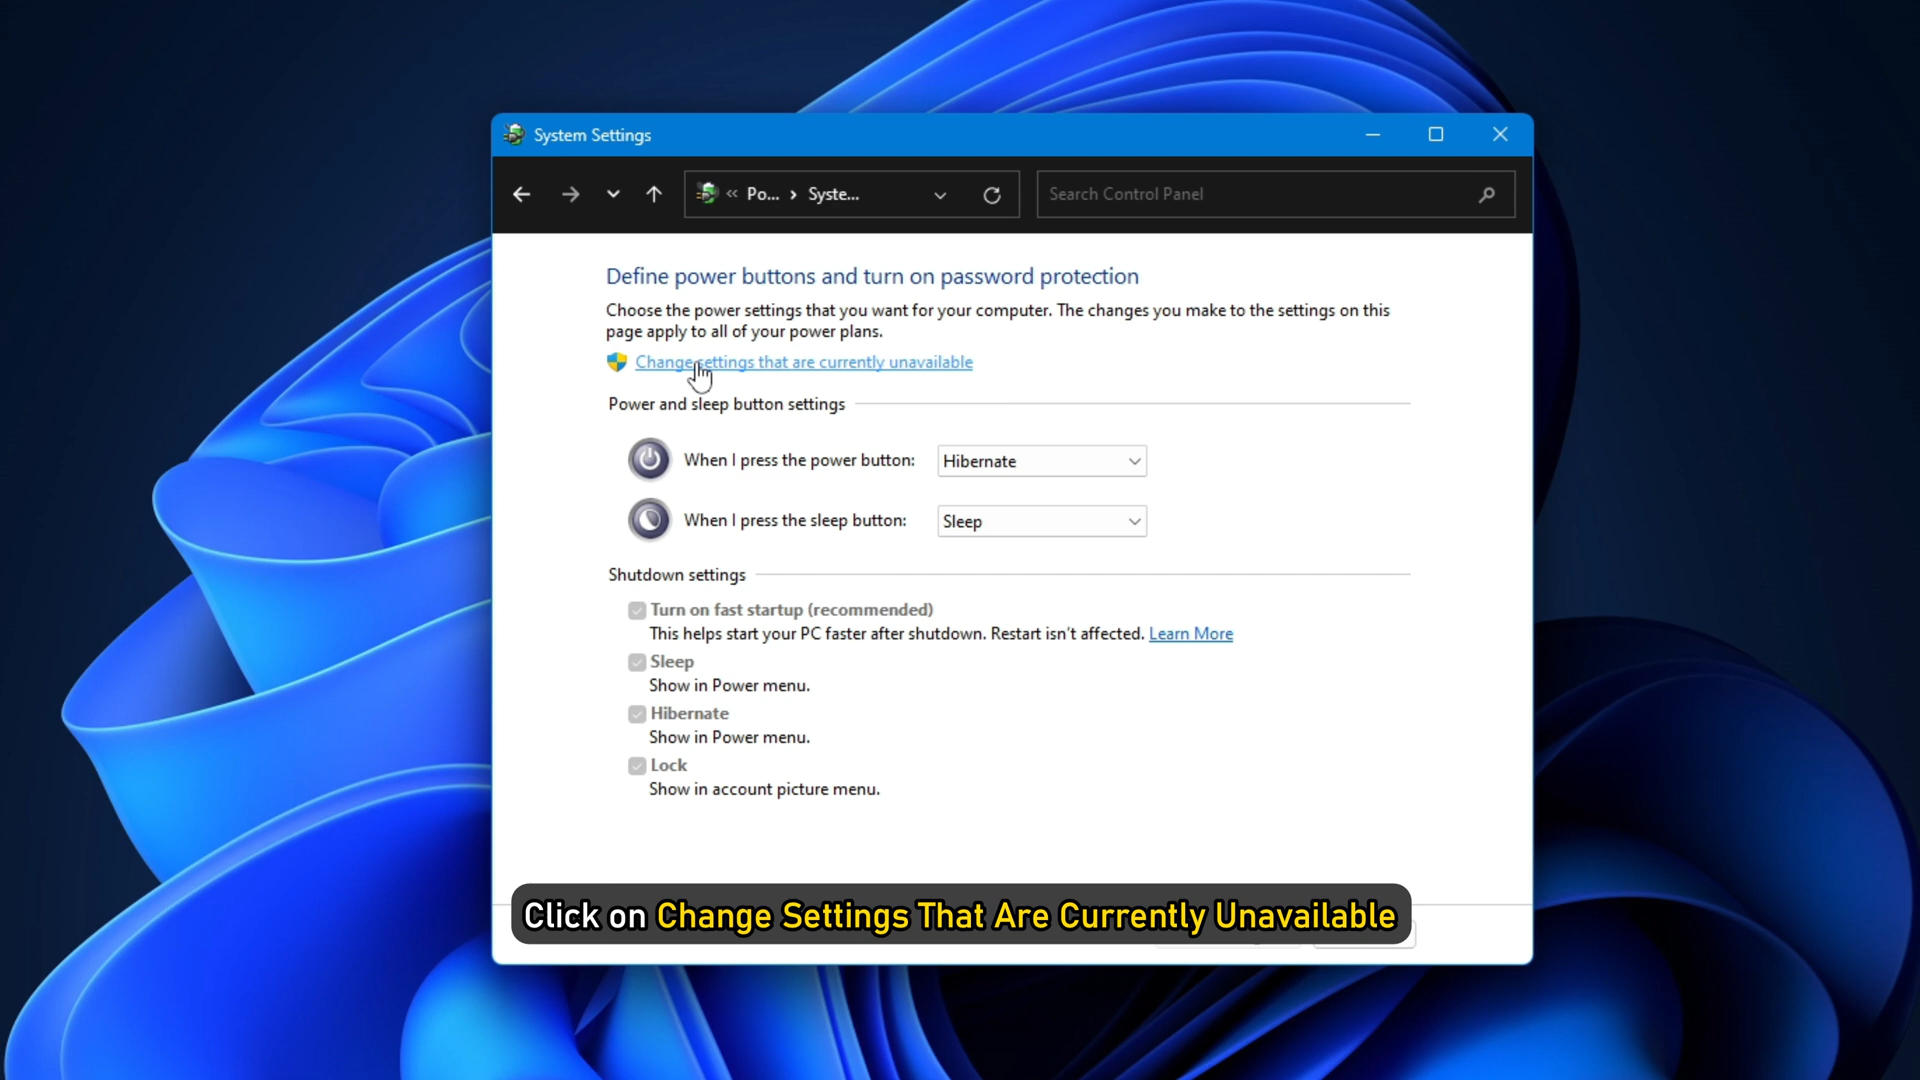 System Settings
« Po... › Syste...
Search Control Panel
Define power buttons and turn on password protection
Choose the power settings that you want for your computer. The changes you make to the settings on this
page apply to all of your power plans.
Change settings that are currently unavailable
Power and sleep button settings
When I press the power button: Hibernate
When I press the sleep button: Sleep
Shutdown settings
Turn on fast startup (recommended)
This helps start your PC faster after shutdown. Restart isn't affected. Learn More
Sleep
Show in Power menu.
Hibernate
Show in Power menu.
Lock
Show in account picture menu.
Click on Change Settings That Are Currently Unavailable